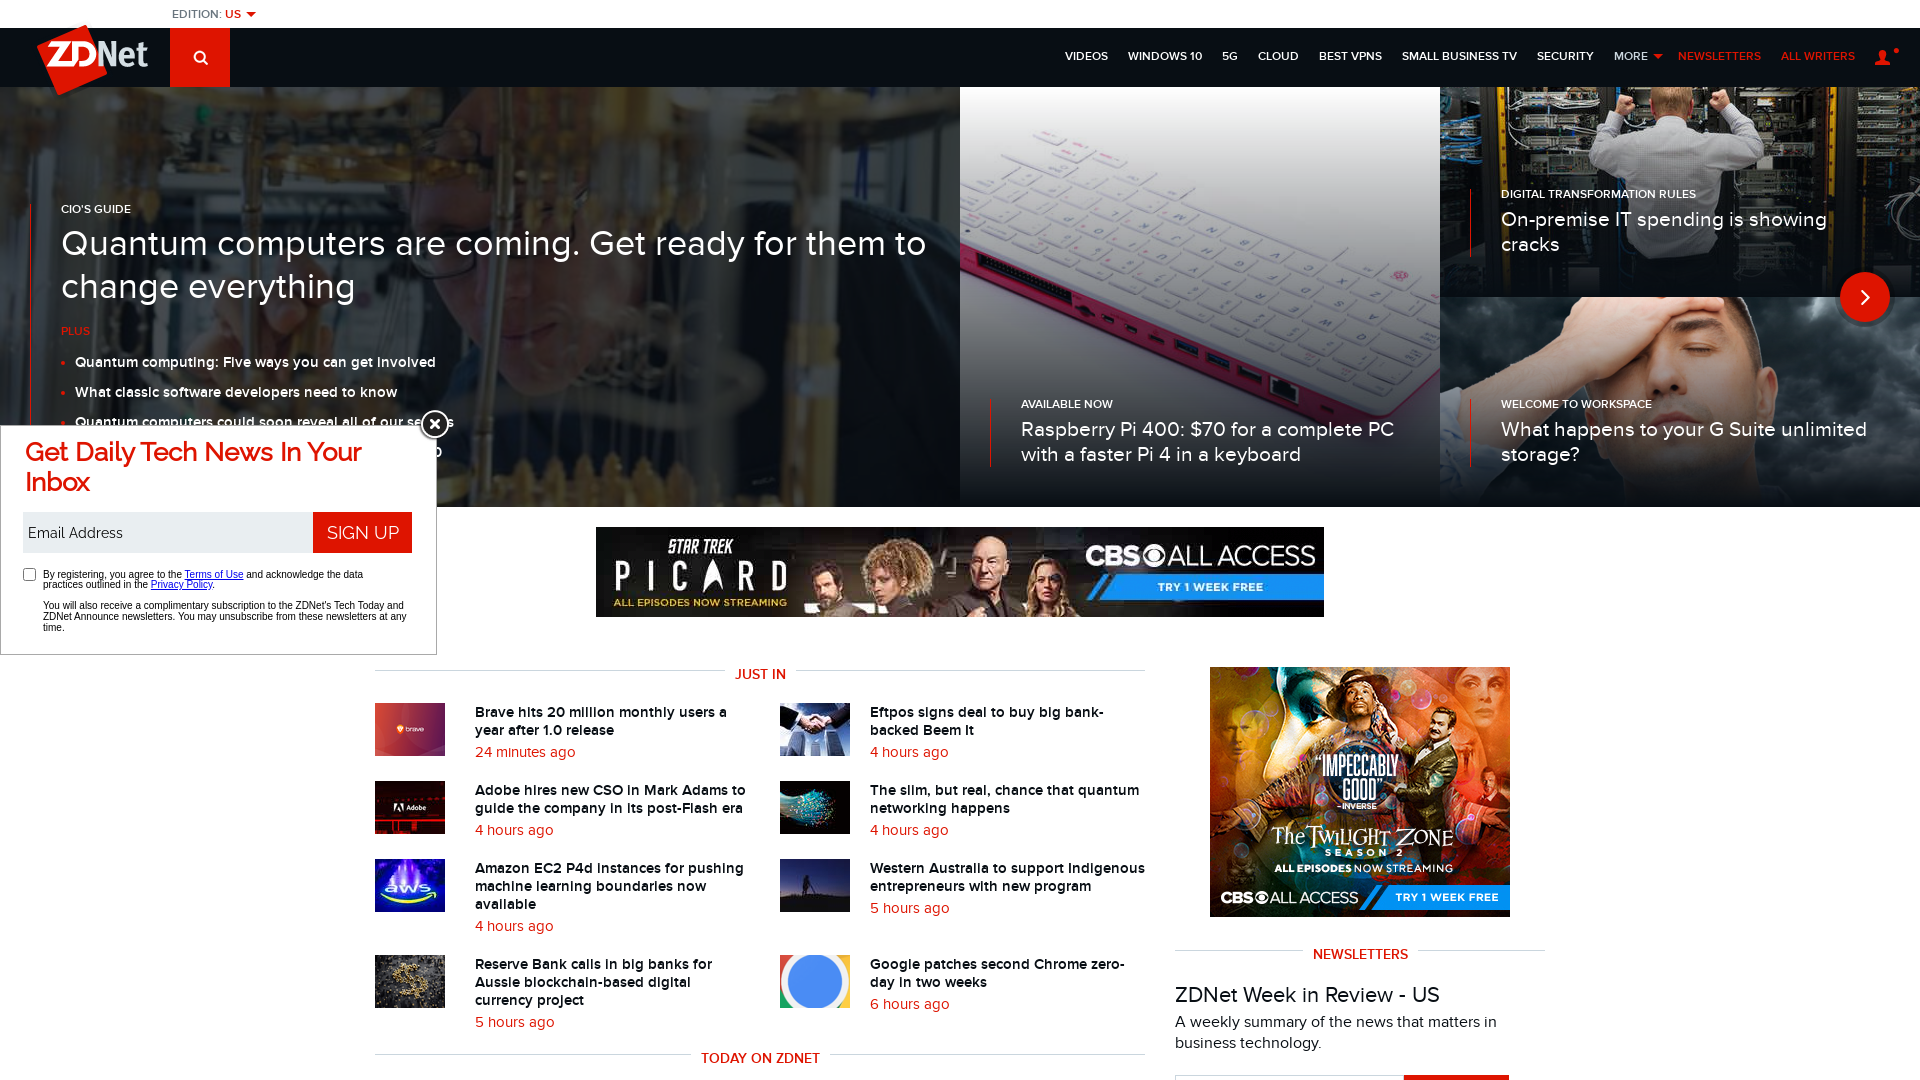 EDITION: US
ZDNet
VIDEOS
WINDOWS 10
5G
CLOUD
BEST VPNS
SMALL BUSINESS TV
SECURITY
MORE
NEWSLETTERS
ALL WRITERS
CIO'S GUIDE
Quantum computers are coming. Get ready for them to
change everything
PLUS
Quantum computing: Five ways you can get involved
What classic software developers need to know
Quantum computers could soon reveal all of our
AVAILABLE NOW
Raspberry Pi 400: $70 for a complete PC
with a faster Pi 4 in a keyboard
DIGITAL TRANSFORMATION RULES
On-premise IT spending is showing
cracks
WELCOME TO WORKSPACE
What happens to your G Suite unlimited
storage?
Get Daily Tech News In Your
Inbox
Email Address
SIGN UP
By registering, you agree to the Terms of Use and acknowledge the data
practices outlined in the Privacy Policy.
You will also receive a complimentary subscription to the ZDNet's Tech Today and
ZDNet Announce newsletters. You may unsubscribe from these newsletters at any
time.
STAR TREK
PICARD
ALL EPISODES NOW STREAMING
CBS ALL ACCESS
TRY 1 WEEK FREE
JUST IN
brave
Brave hits 20 million monthly users a
year after 1.0 release
24 minutes ago
Eftpos signs deal to buy big bank-
backed Beem It
4 hours ago
Adobe
Adobe hires new CSO in Mark Adams to
guide the company in its post-Flash era
4 hours ago
The slim, but real, chance that quantum
networking happens
4 hours ago
aws
Amazon EC2 P4d instances for pushing
machine learning boundaries now
available
4 hours ago
Western Australia to support Indigenous
entrepreneurs with new program
5 hours ago
Reserve Bank calls in big banks for
Aussie blockchain-based digital
currency project
5 hours ago
Google patches second Chrome zero-
day in two weeks
6 hours ago
TODAY ON ZDNET
"IMPECCABLY
GOOD"
-INVERSE
The TWILIGHT ZONE
SEASON 2
ALL EPISODES NOW STREAMING
CBS ALL ACCESS
TRY 1 WEEK FREE
NEWSLETTERS
ZDNet Week in Review - US
A weekly summary of the news that matters in
business technology.